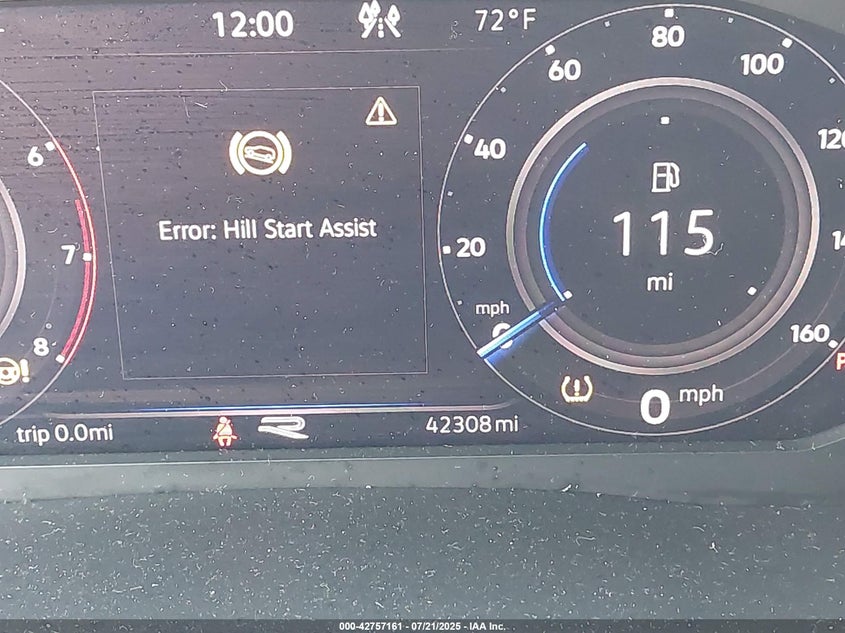 12:00
72°F
Error: Hill Start Assist
6
7
8
20
40
60
80
100
160
mph
115
mi
0 mph
trip 0.0mi
42308 mi
000-42757161 - 07/21/2025 - IAA Inc.